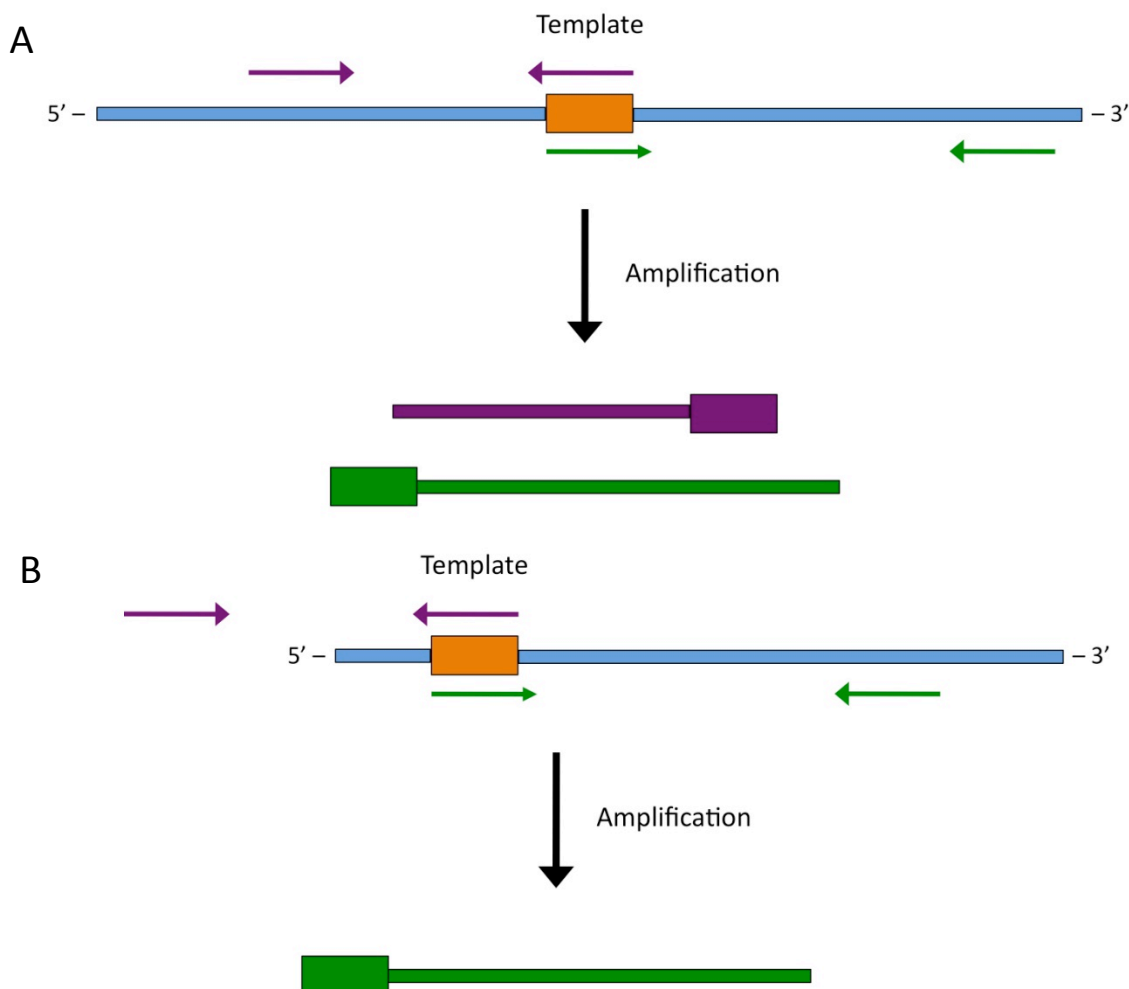 A
Template
5’ –
– 3’
Amplification
B
Template
5’ –
– 3’
Amplification